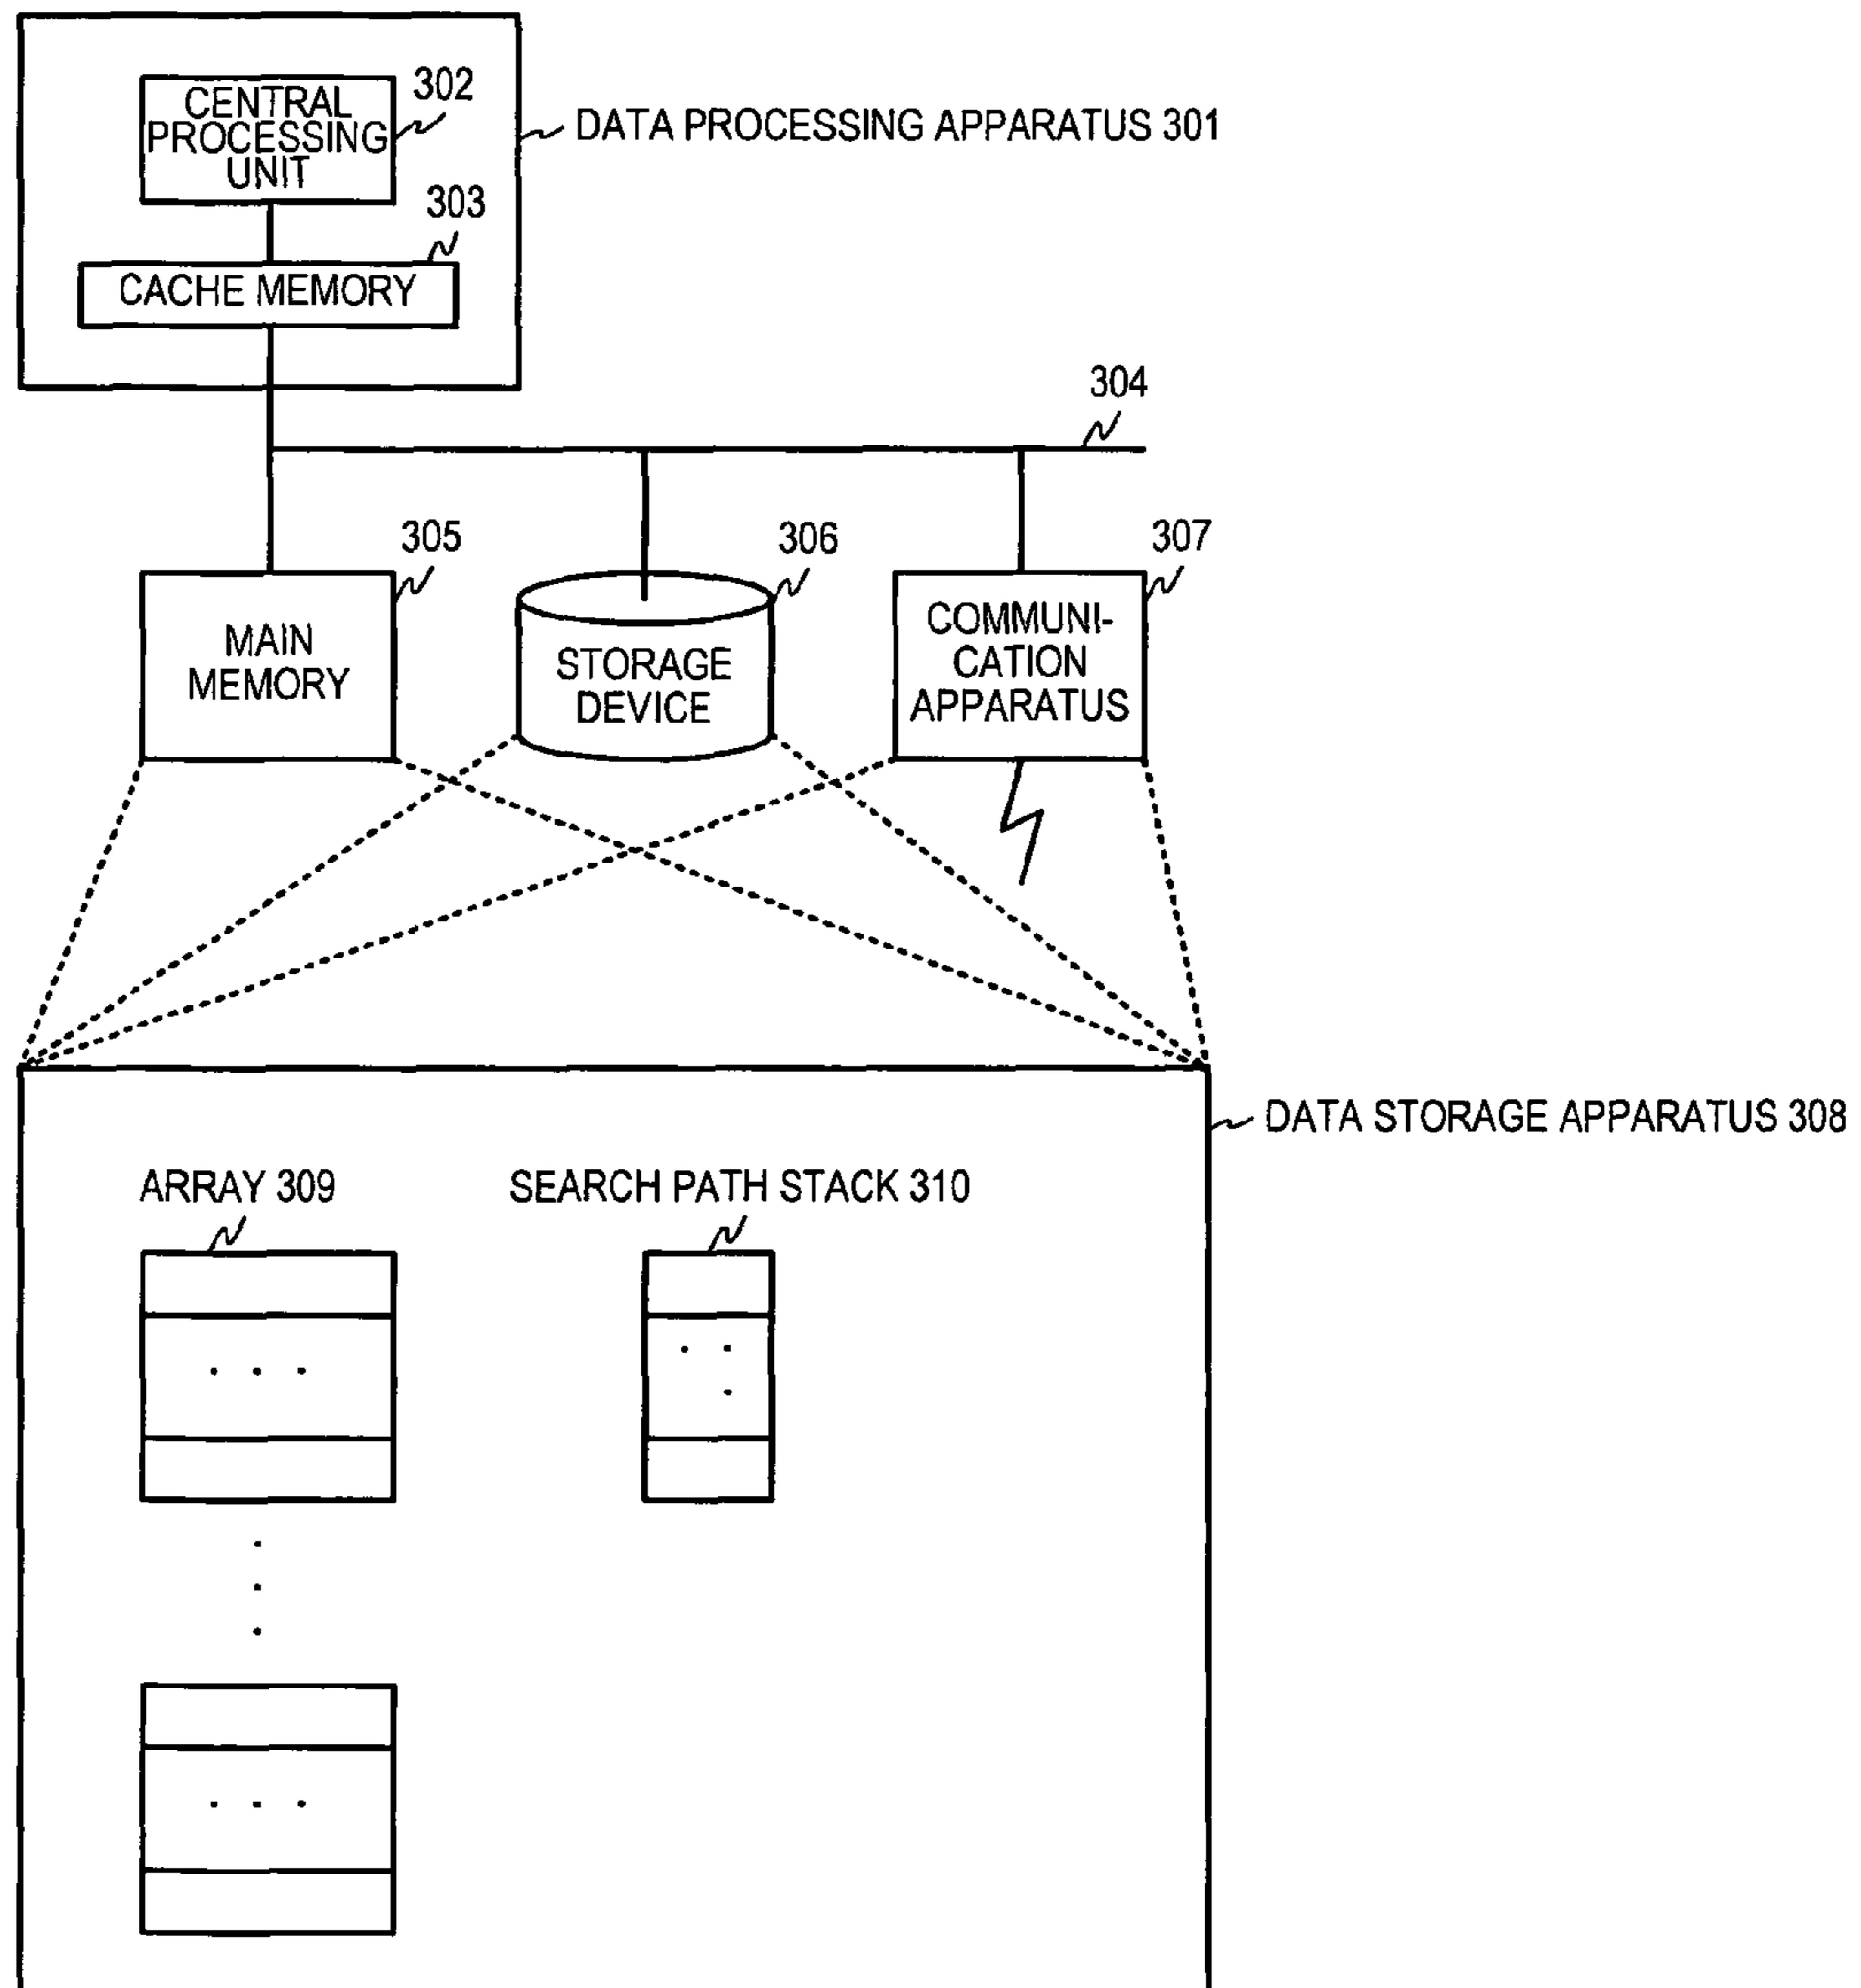 302
CENTRAL
PROCESSING
UNIT
DATA PROCESSING APPARATUS 301
303
CACHE MEMORY
304
305
306
307
MAIN
MEMORY
STORAGE
DEVICE
COMMUNI-
CATION
APPARATUS
DATA STORAGE APPARATUS 308
ARRAY 309
SEARCH PATH STACK 310